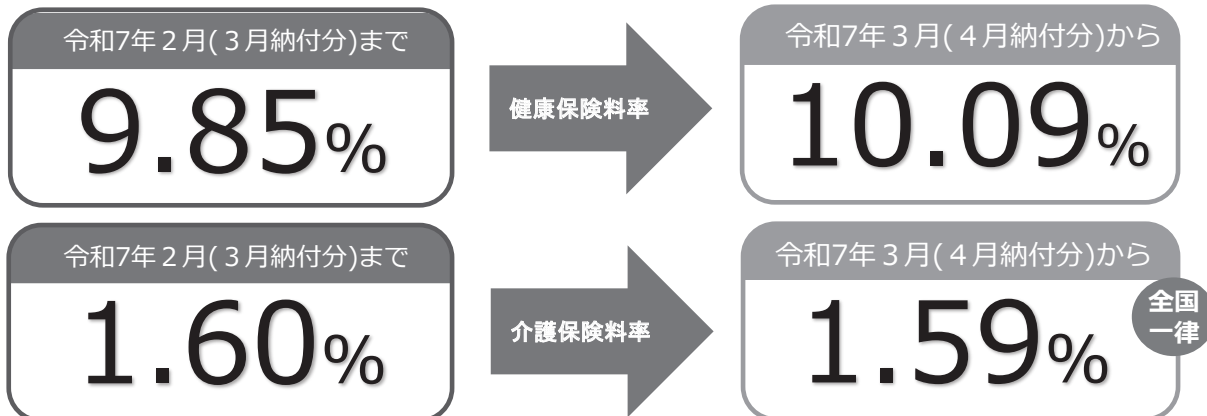 令和7年２月(３月納付分)まで
9.85%
健康保険料率
令和7年３月(４月納付分)から
10.09%
令和7年２月(３月納付分)まで
1.60%
介護保険料率
令和7年３月(４月納付分)から
1.59%
全国
一律